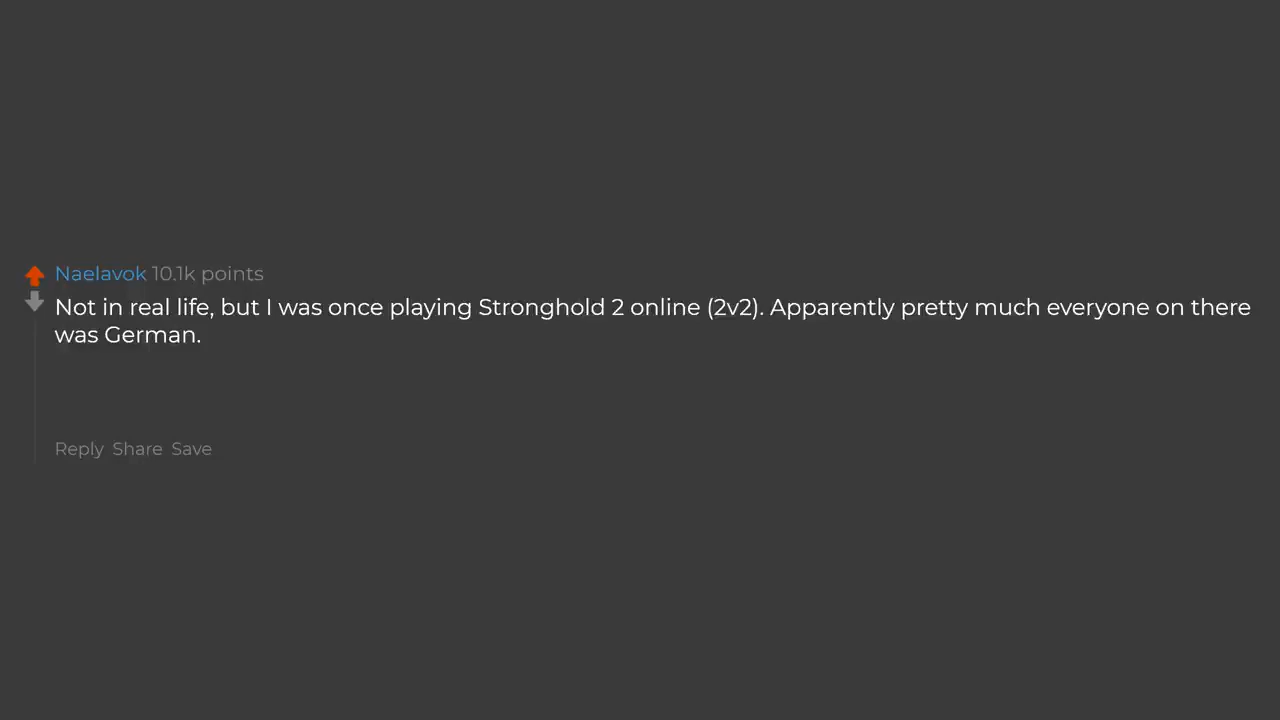 Naelavok 10.1k points
Not in real life, but I was once playing Stronghold 2 online (2v2). Apparently pretty much everyone on there
was German.
Reply Share Save